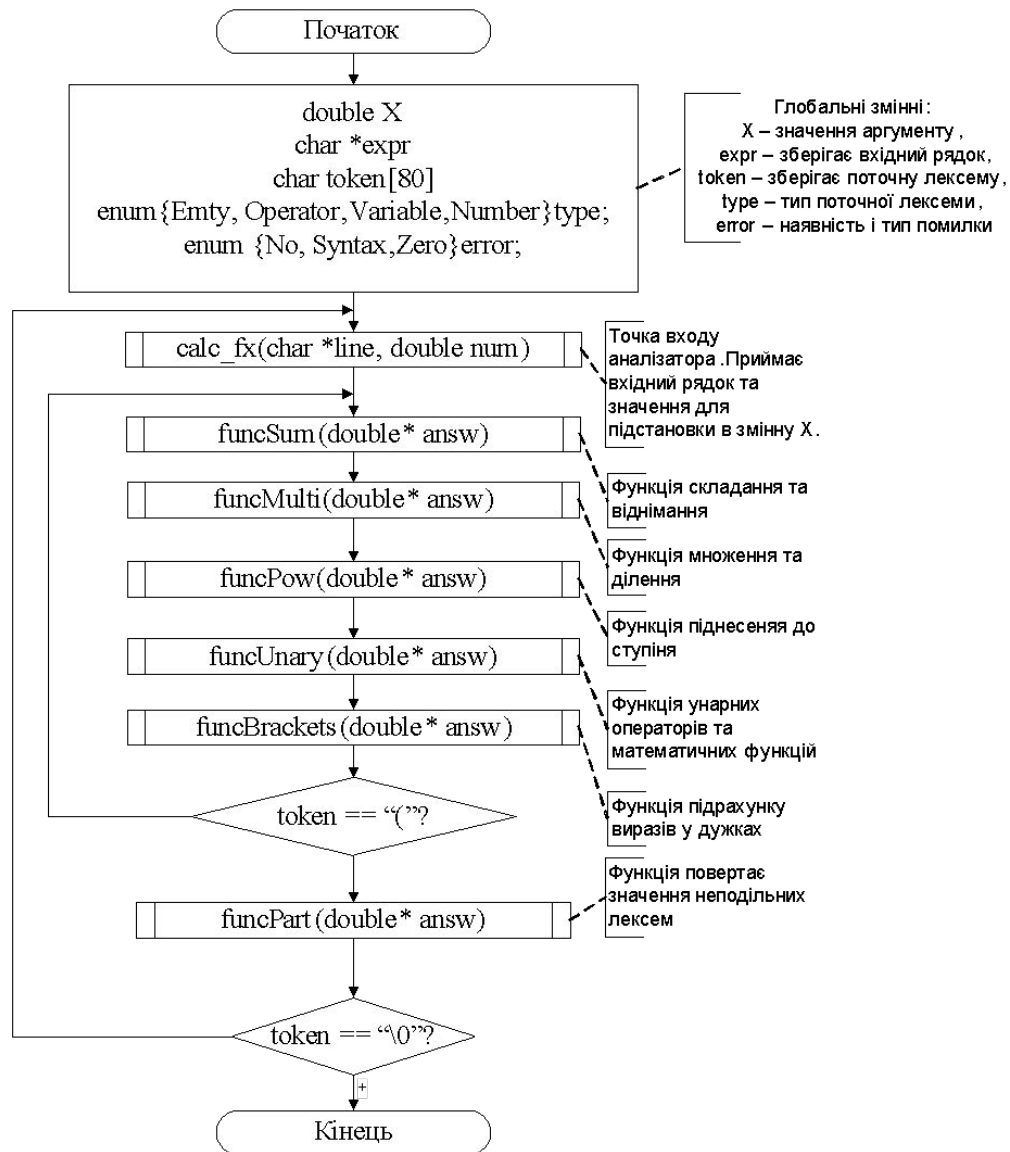 Початок
double X
char *expr
char token[80]
enum{Emty, Operator,Variable,Number}type;
enum {No, Syntax,Zero}error;
Глобальні змінні:
X – значення аргументу,
expr – зберігає вхідний рядок,
token – зберігає поточну лексему,
type – тип поточної лексеми,
error – наявність і тип помилки
calc_fx(char *line, double num)
Точка входу
аналізатора.Приймає
вхідний рядок та
значення для
підстановки в змінну X.
funcSum(double* answ)
Функція складання та
віднімання
funcMulti(double* answ)
Функція множення та
ділення
funcPow(double* answ)
Функція піднесеняя до
ступіня
funcUnary(double* answ)
Функція унарних
операторів та
математичних функцій
funcBrackets(double* answ)
Функція підрахунку
виразів у дужках
token == “(”?
Функція повертає
значення неподільних
лексем
funcPart(double* answ)
token == “\0”?
+
Кінець